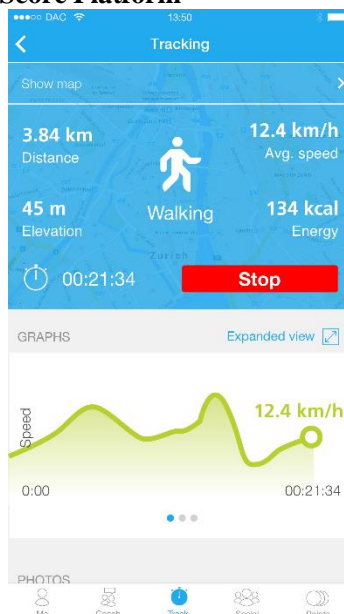 Score Platform
DAC
13:50
Tracking
Show map
3.84 km
12.4 km/h
Distance
Avg. speed
45 m
Walking
134 kcal
Elevation
Energy
Zurich
00:21:34
Stop
GRAPHS
Expanded view
12.4 km/h
Speed
0:00
00:21:34
PHOTOS
Me
Coach
Track
Social
Points